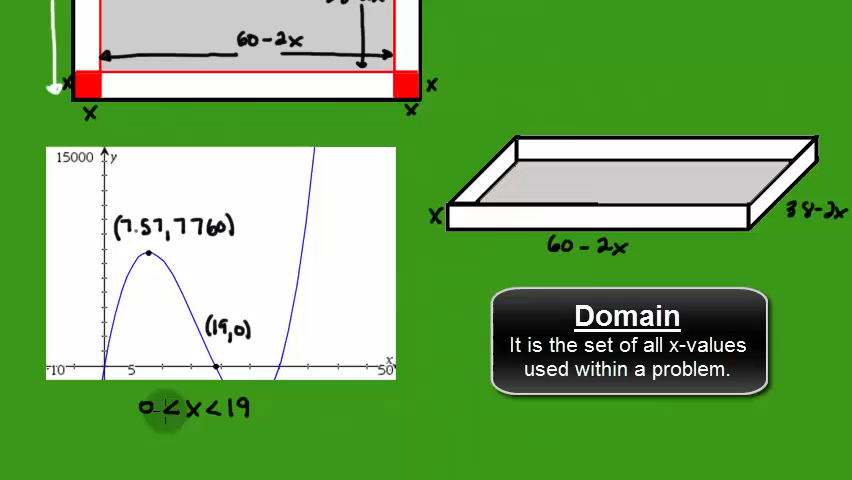 60-2x
x
x
x
x
15000
y
(7.57,7760)
(19,0)
x
-10
5
50
0 < x < 19
x
38-2x
60-2x
Domain
It is the set of all x-values
used within a problem.